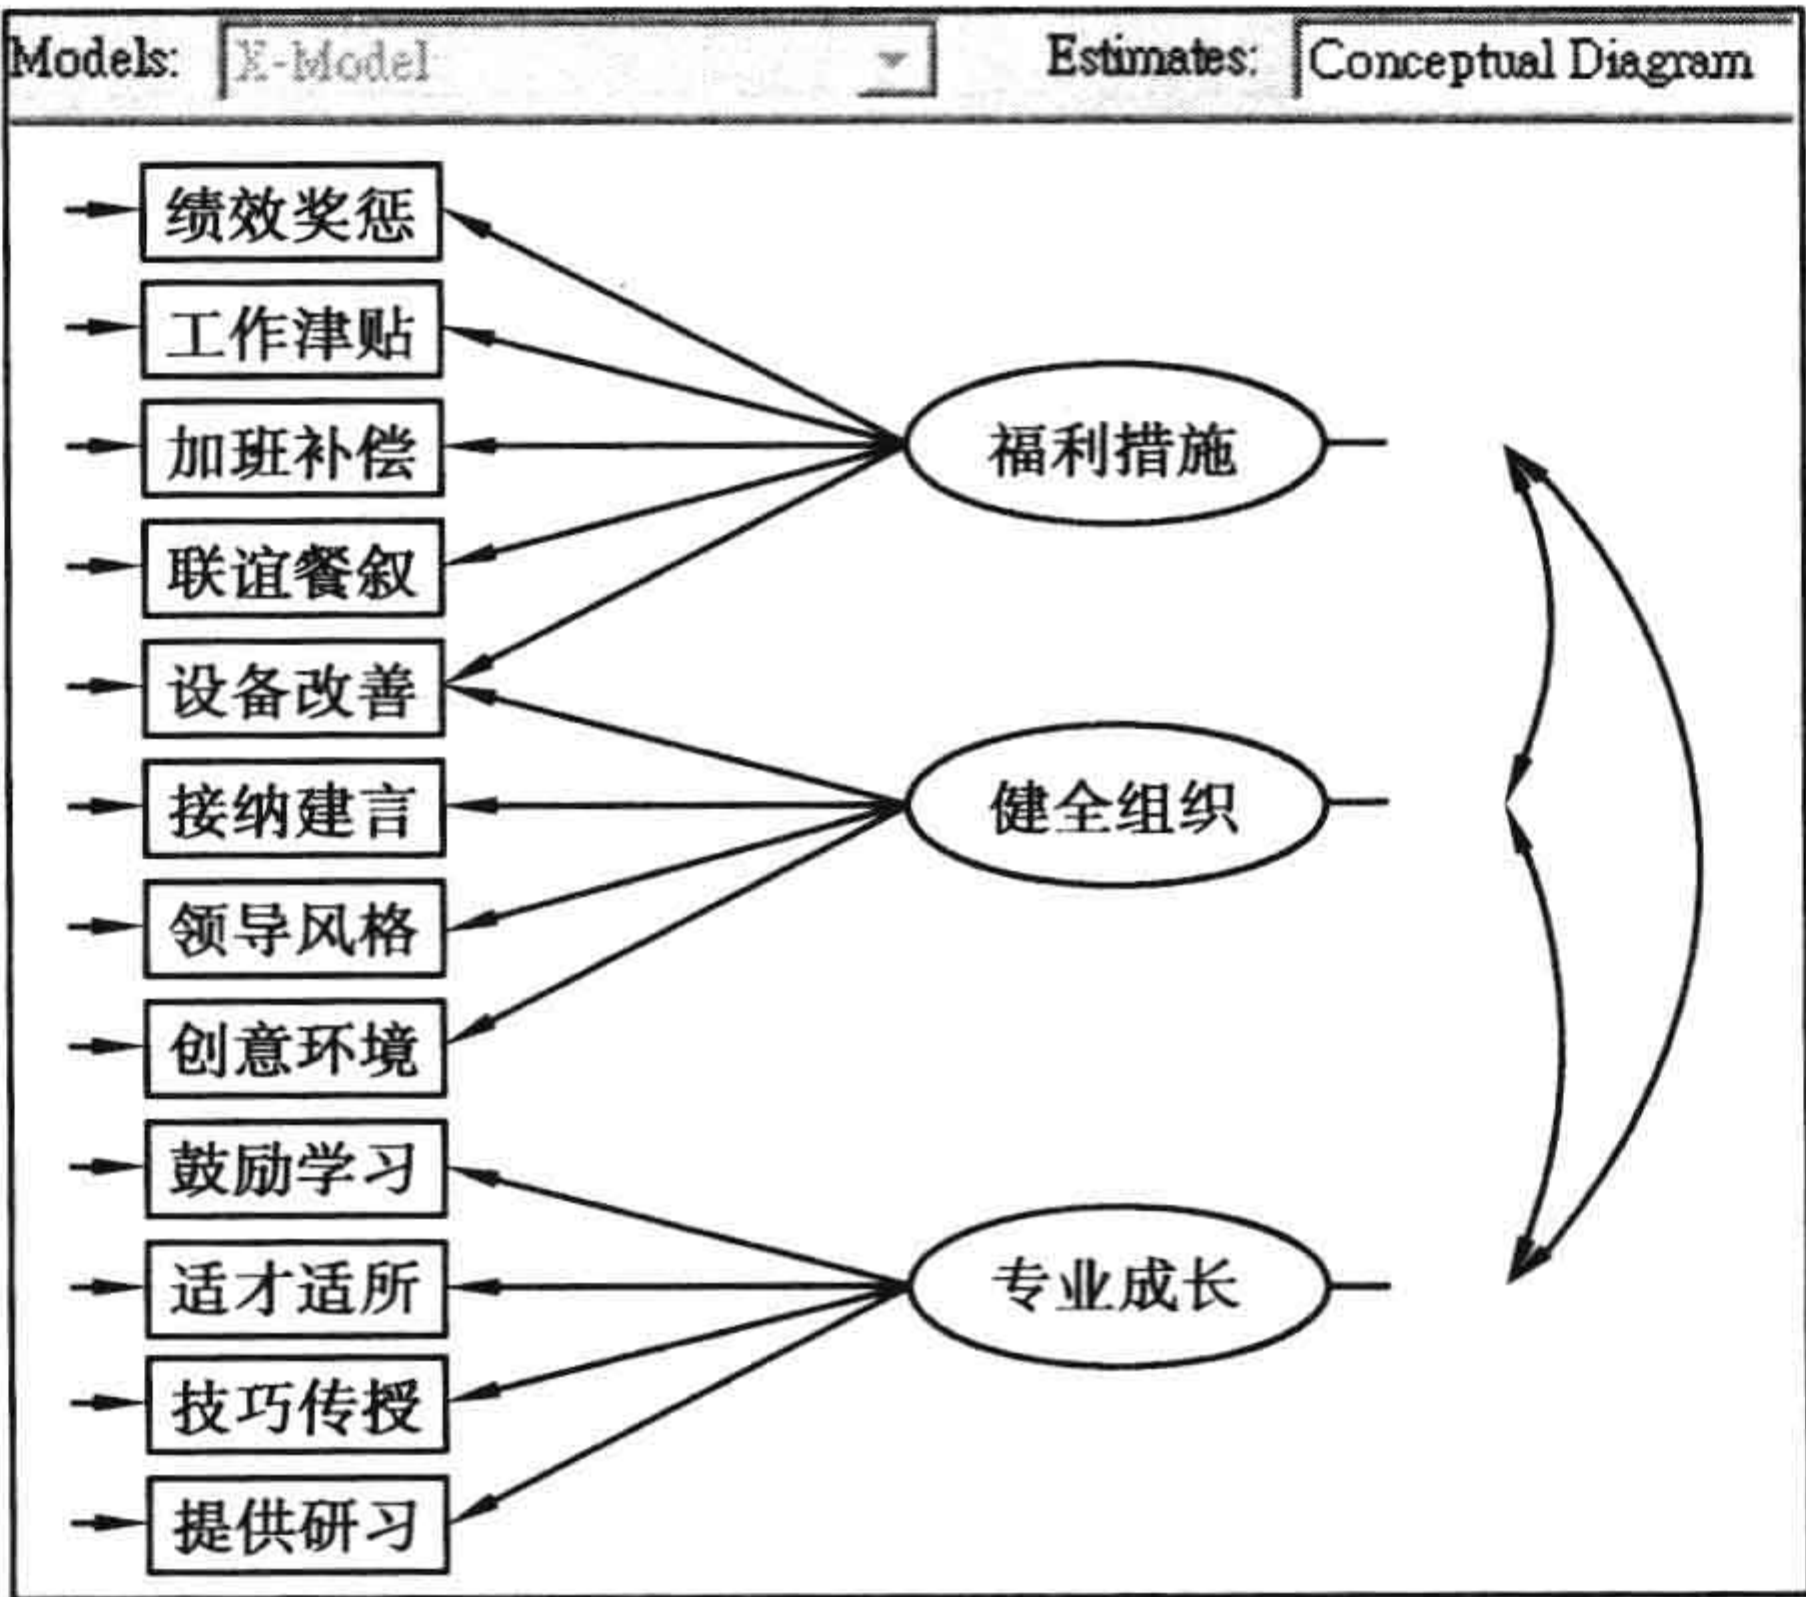 Models: X-Model Estimates: Conceptual Diagram
绩效奖惩
工作津贴
加班补偿
福利措施
联谊餐叙
设备改善
接纳建言
健全组织
领导风格
创意环境
鼓励学习
适才适所
专业成长
技巧传授
提供研习